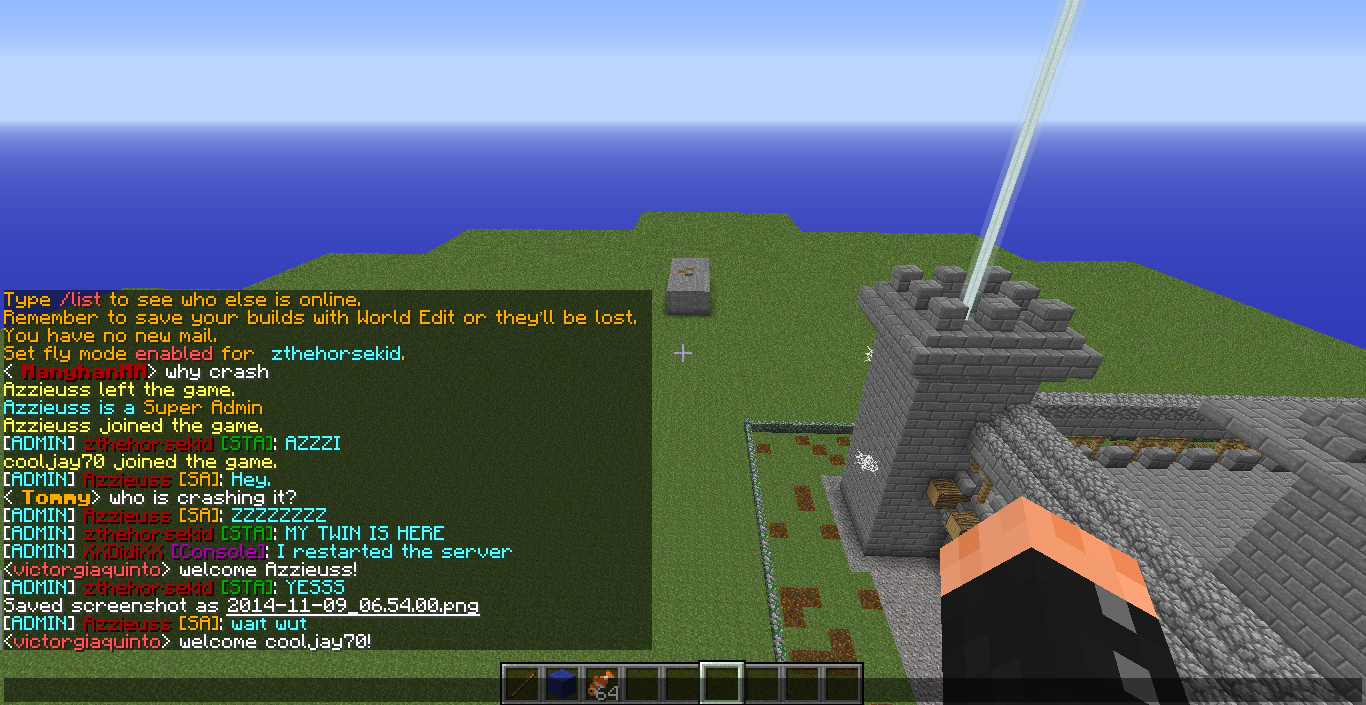 Type /list to see who else is online.
Remember to save your builds with World Edit or they'll be lost.
You have no new mail.
Set fly mode enabled for  zthehorsekid.
< ManyhanMM> why crash
Azzieuss left the game.
Azzieuss is a Super Admin
Azzieuss joined the game.
[ADMIN] zthehorsekid [STA]: AZZZI
cooljay70 joined the game.
[ADMIN] Azzieuss [SA]: Hey.
< Tommy> who is crashing it?
[ADMIN] Azzieuss [SA]: ZZZZZZZZ
[ADMIN] zthehorsekid [STA]: MY TWIN IS HERE
[ADMIN] XXDidiXX [Console]: I restarted the server
<victorgiaquinto> welcome Azzieuss!
[ADMIN] zthehorsekid [STA]: YESSS
Saved screenshot as 2014-11-09_06.54.00.png
[ADMIN] Azzieuss [SA]: wait wut
<victorgiaquinto> welcome cooljay70!
64